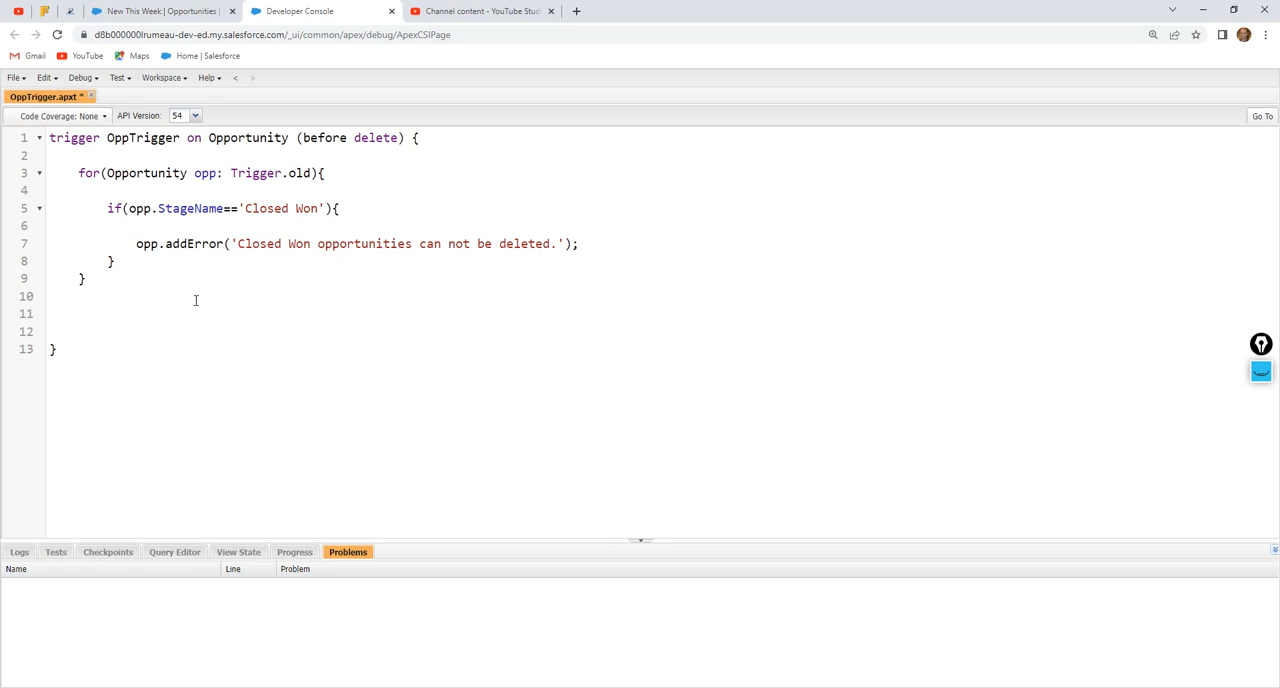 New This Week | Opportunities |
Developer Console
Channel content - YouTube Studi
d8b000000lrumeau-dev-ed.my.salesforce.com/_ui/common/apex/debug/ApexCSIPage
Gmail YouTube Maps Home | Salesforce
File Edit Debug Test Workspace Help < >
OppTrigger.apxt *
Code Coverage: None API Version: 54 Go To
1 trigger OppTrigger on Opportunity (before delete) {
2
3 for(Opportunity opp: Trigger.old){
4
5 if(opp.StageName=='Closed Won'){
6
7 opp.addError('Closed Won opportunities can not be deleted.');
8 }
9 }
10
11
12
13 }
Logs Tests Checkpoints Query Editor View State Progress Problems
Name Line Problem